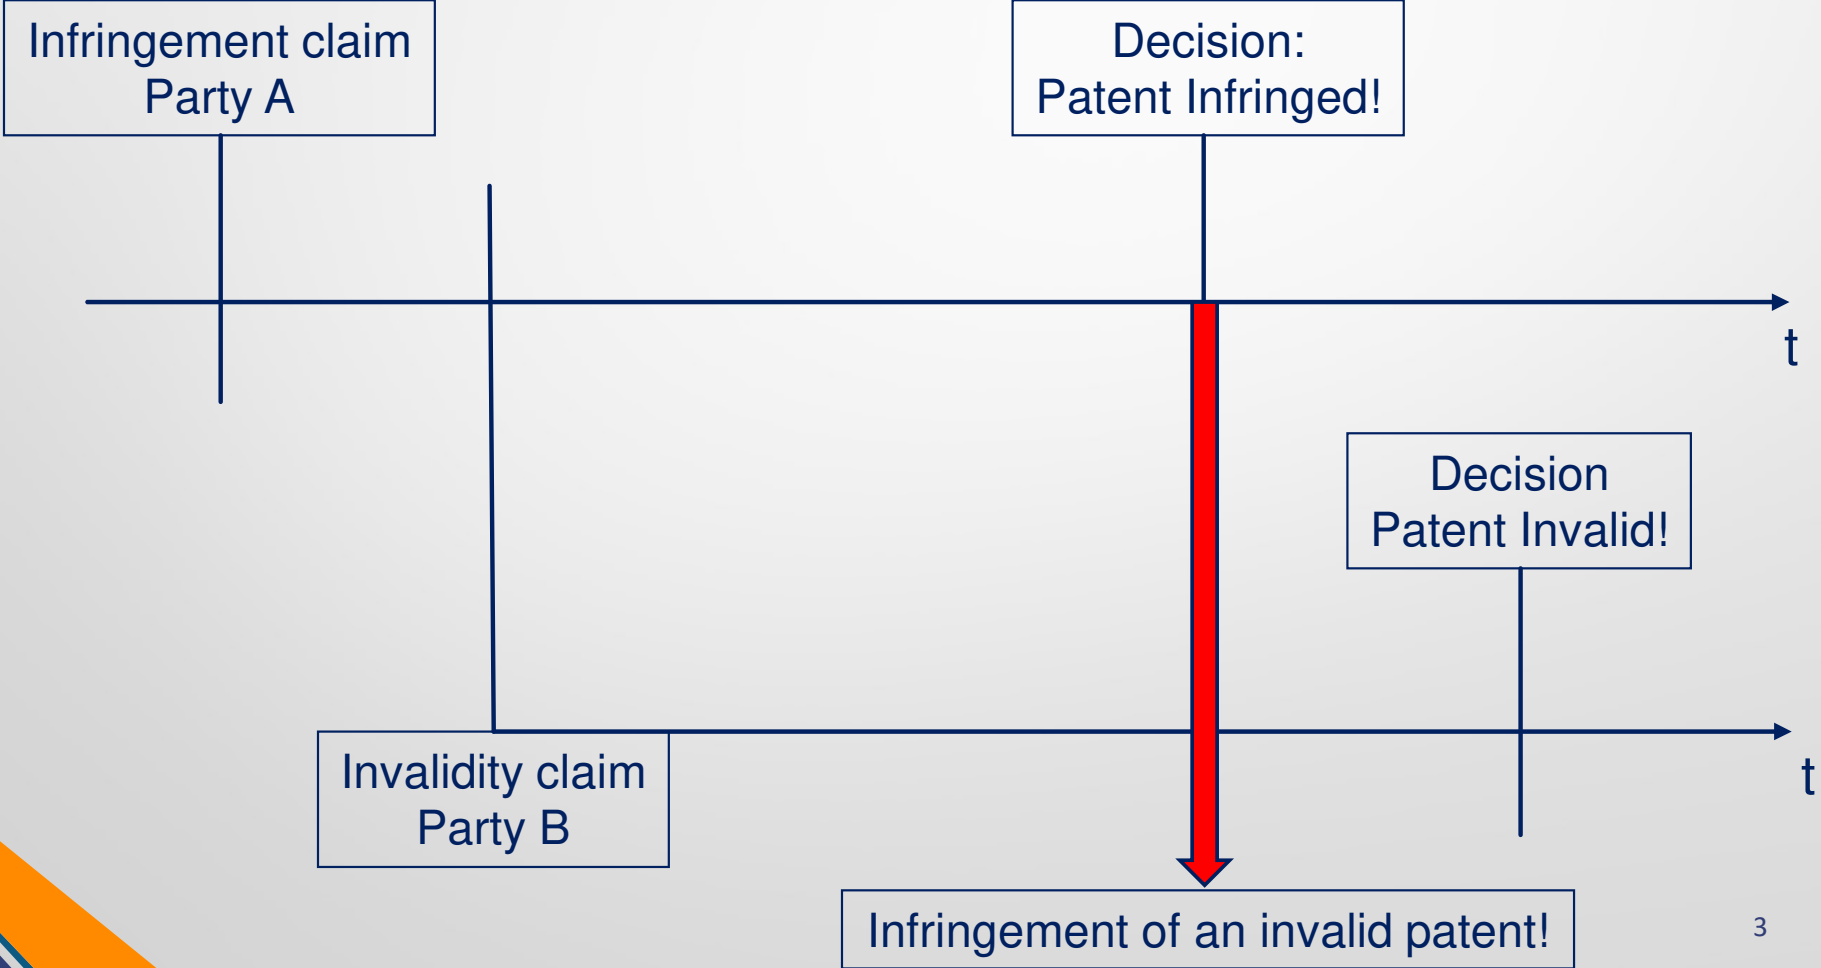 Infringement claim
Party A
Decision:
Patent Infringed!
t
Decision
Patent Invalid!
Invalidity claim
Party B
t
Infringement of an invalid patent!
3